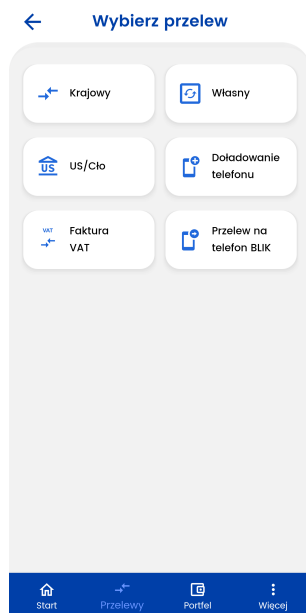 Wybierz przelew
Krajowy
Własny
US
US/Cło
Doładowanie
telefonu
VAT
Faktura
VAT
Przelew na
telefon BLIK
Start
Przelewy
Portfel
Więcej